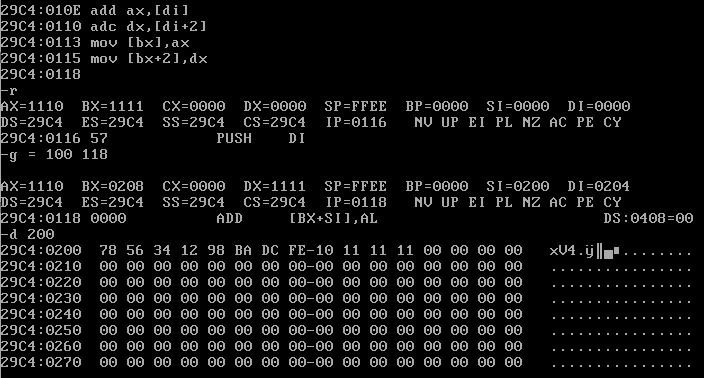 29C4:010E add ax,[di]
29C4:0110 adc dx,[di+2]
29C4:0113 mov [bx],ax
29C4:0115 mov [bx+2],dx
29C4:0118
-r
AX=1110  BX=1111  CX=0000  DX=0000  SP=FFEE  BP=0000  SI=0000  DI=0000
DS=29C4  ES=29C4  SS=29C4  CS=29C4  IP=0116   NV UP EI PL NZ AC PE CY
29C4:0116 57            PUSH    DI
-g = 100 118
AX=1110  BX=0208  CX=0000  DX=1111  SP=FFEE  BP=0000  SI=0200  DI=0204
DS=29C4  ES=29C4  SS=29C4  CS=29C4  IP=0118   NV UP EI PL NZ AC PE CY
29C4:0118 0000          ADD     [BX+SI],AL                         DS:0408=00
-d 200
29C4:0200  78 56 34 12 98 BA DC FE-10 11 11 11 00 00 00 00   xV4.ÿ║▄■........
29C4:0210  00 00 00 00 00 00 00 00-00 00 00 00 00 00 00 00   ................
29C4:0220  00 00 00 00 00 00 00 00-00 00 00 00 00 00 00 00   ................
29C4:0230  00 00 00 00 00 00 00 00-00 00 00 00 00 00 00 00   ................
29C4:0240  00 00 00 00 00 00 00 00-00 00 00 00 00 00 00 00   ................
29C4:0250  00 00 00 00 00 00 00 00-00 00 00 00 00 00 00 00   ................
29C4:0260  00 00 00 00 00 00 00 00-00 00 00 00 00 00 00 00   ................
29C4:0270  00 00 00 00 00 00 00 00-00 00 00 00 00 00 00 00   ................